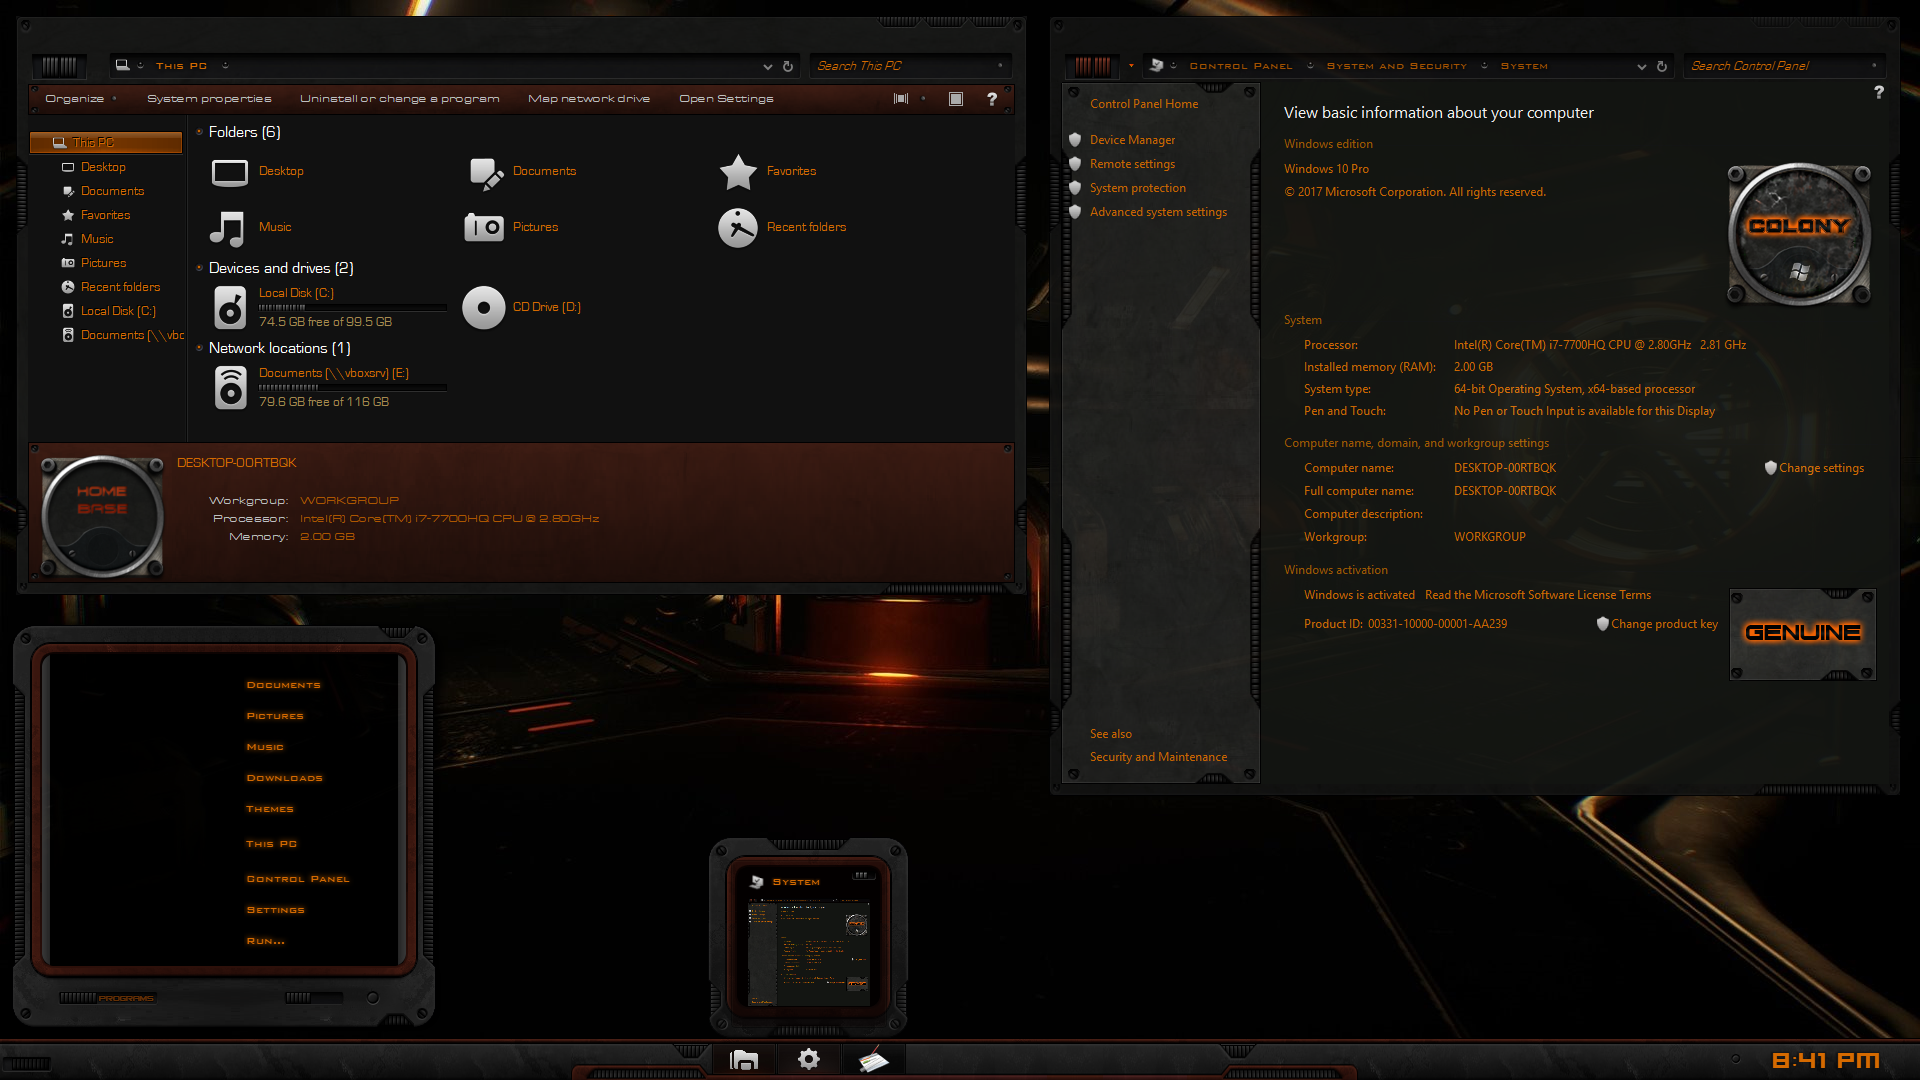 This PC
Search This PC
Organize
System properties
Uninstall or change a program
Map network drive
Open Settings
?
This PC
Desktop
Documents
Favorites
Music
Pictures
Recent folders
Local Disk (C:)
Documents (\\vbo
Folders (6)
Desktop
Documents
Favorites
Music
Pictures
Recent folders
Devices and drives (2)
Local Disk (C:)
74.5 GB free of 99.5 GB
CD Drive (D:)
Network locations (1)
Documents (\\vboxsrv) (E:)
79.6 GB free of 116 GB
HOME
BASE
DESKTOP-00RTBQK
Workgroup: WORKGROUP
Processor: Intel(R) Core(TM) i7-7700HQ CPU @ 2.80GHz
Memory: 2.00 GB
Control Panel
System and Security
System
Search Control Panel
?
Control Panel Home
Device Manager
Remote settings
System protection
Advanced system settings
See also
Security and Maintenance
View basic information about your computer
Windows edition
Windows 10 Pro
© 2017 Microsoft Corporation. All rights reserved.
COLONY
System
Processor: Intel(R) Core(TM) i7-7700HQ CPU @ 2.80GHz 2.81 GHz
Installed memory (RAM): 2.00 GB
System type: 64-bit Operating System, x64-based processor
Pen and Touch: No Pen or Touch Input is available for this Display
Computer name, domain, and workgroup settings
Computer name: DESKTOP-00RTBQK
Change settings
Full computer name: DESKTOP-00RTBQK
Computer description:
Workgroup: WORKGROUP
Windows activation
Windows is activated Read the Microsoft Software License Terms
Product ID: 00331-10000-00001-AA239
Change product key
GENUINE
Documents
Pictures
Music
Downloads
Themes
This PC
Control Panel
Settings
Run...
PROGRAMS
System
8:41 PM